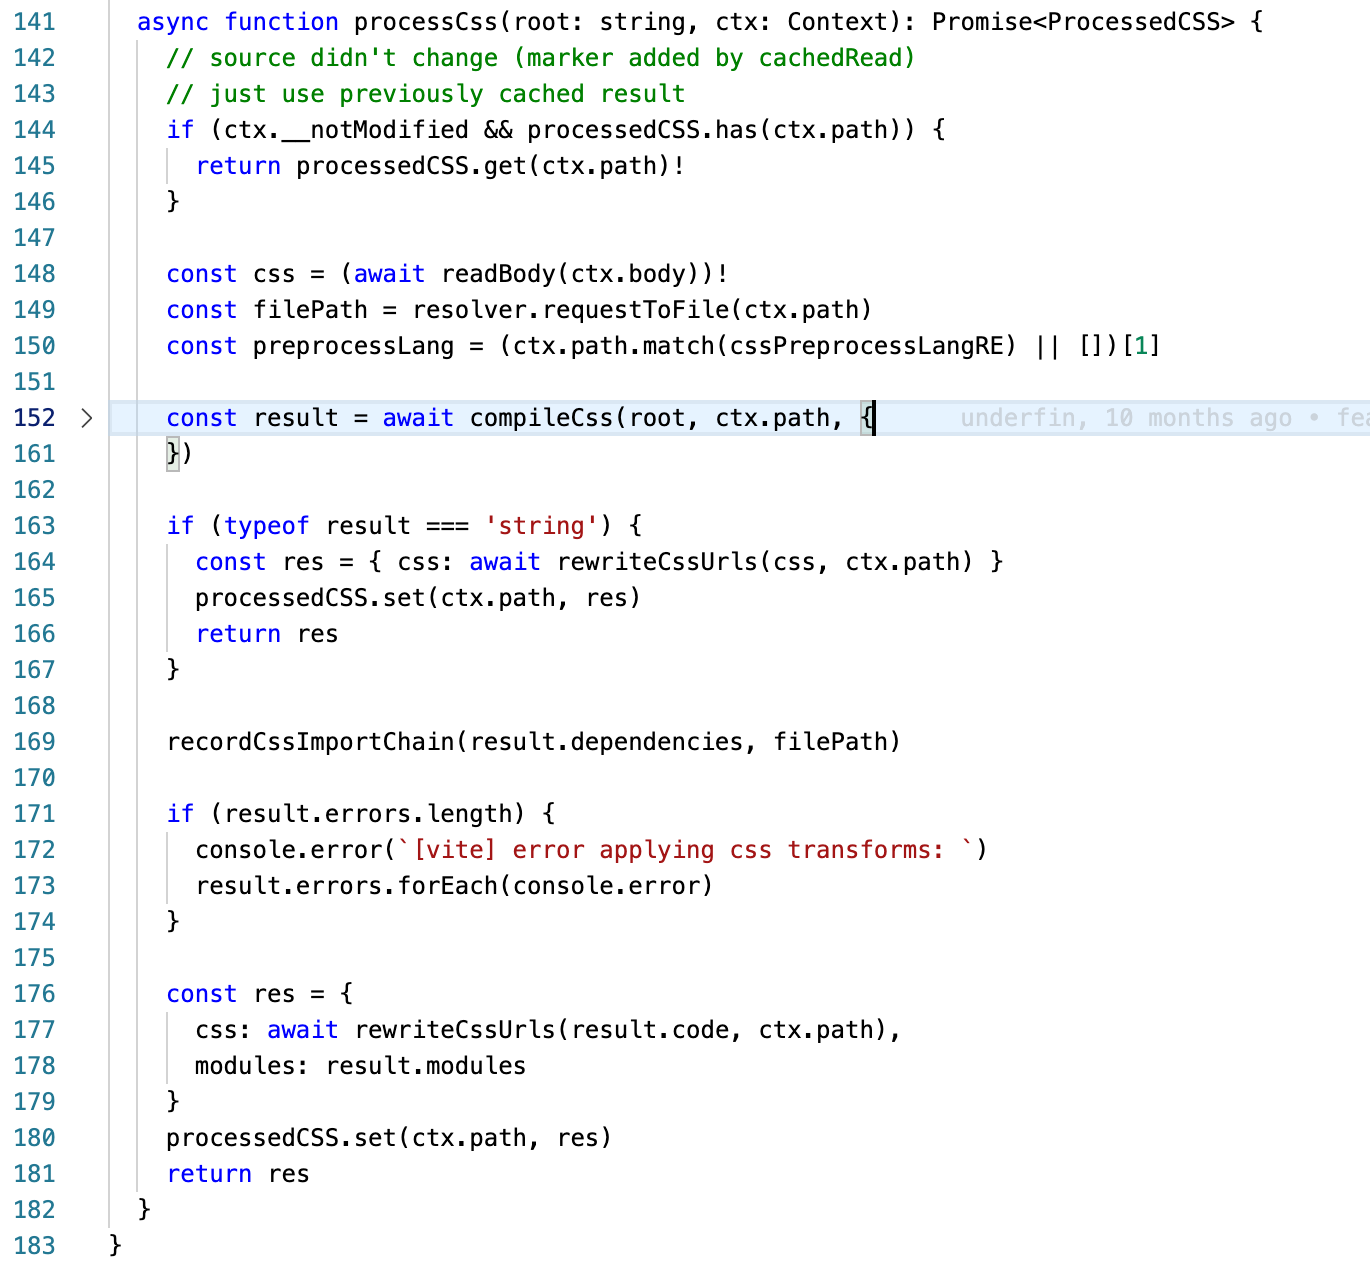 141 async function processCss(root: string, ctx: Context): Promise<ProcessedCSS> {
142 // source didn't change (marker added by cachedRead)
143 // just use previously cached result
144 if (ctx.__notModified && processedCSS.has(ctx.path)) {
145 return processedCSS.get(ctx.path)!
146 }
147
148 const css = (await readBody(ctx.body))!
149 const filePath = resolver.requestToFile(ctx.path)
150 const preprocessLang = (ctx.path.match(cssPreprocessLangRE) || [])[1]
151
152 const result = await compileCss(root, ctx.path, { underfin, 10 months ago • fea
161 })
162
163 if (typeof result === 'string') {
164 const res = { css: await rewriteCssUrls(css, ctx.path) }
165 processedCSS.set(ctx.path, res)
166 return res
167 }
168
169 recordCssImportChain(result.dependencies, filePath)
170
171 if (result.errors.length) {
172 console.error(`[vite] error applying css transforms: `)
173 result.errors.forEach(console.error)
174 }
175
176 const res = {
177 css: await rewriteCssUrls(result.code, ctx.path),
178 modules: result.modules
179 }
180 processedCSS.set(ctx.path, res)
181 return res
182 }
183 }